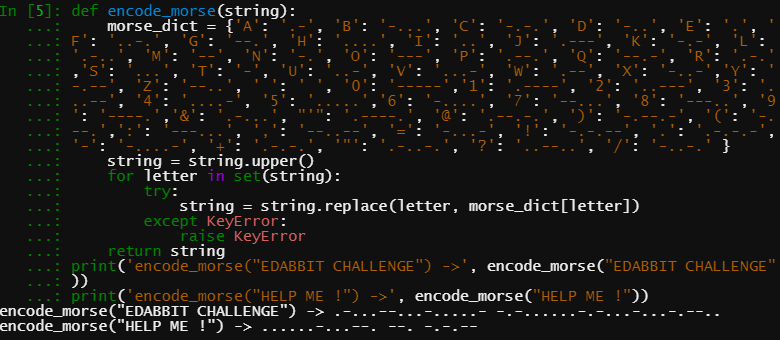 In [5]: def encode_morse(string):
...: morse_dict = {'A': '.-', 'B': '-...', 'C': '-.-.', 'D': '-..', 'E': '.', '
...: F': '..-.', 'G': '--.', 'H': '....', 'I': '..', 'J': '.---', 'K': '-.-', 'L':
...: '.-..', 'M': '--', 'N': '-.', 'O': '---', 'P': '.--.', 'Q': '--.-', 'R': '.-.'
...: ,'S': '...', 'T': '-', 'U': '..-', 'V': '...-', 'W': '.--', 'X': '-..-','Y': '
...: -.--', 'Z': '--..', ' ': ' ', '0': '-----','1': '.----', '2': '..---', '3': '.
...: ..--', '4': '....-', '5': '.....','6': '-....', '7': '--...', '8': '---..', '9
...: ': '----.','&': '.-...', "'": '.----.', '@': '.--.-.', ')': '-.--.-', '(': '-.
...: --.',':': '---...', ',': '--..--', '=': '-...-', '!': '-.-.--', '.': '.-.-.-',
...: '-': '-....-', '+': '.-.-.', '"': '.-..-.', '?': '..--..', '/': '-..-.' }
...: string = string.upper()
...: for letter in set(string):
...: try:
...: string = string.replace(letter, morse_dict[letter])
...: except KeyError:
...: raise KeyError
...: return string
...: print('encode_morse("EDABBIT CHALLENGE") ->', encode_morse("EDABBIT CHALLENGE"
...: ))
...: print('encode_morse("HELP ME !") ->', encode_morse("HELP ME !"))
encode_morse("EDABBIT CHALLENGE") -> .-...--...-.....- -.-......-.-...-...-.--..
encode_morse("HELP ME !") -> ......-...--. --. -.-.--